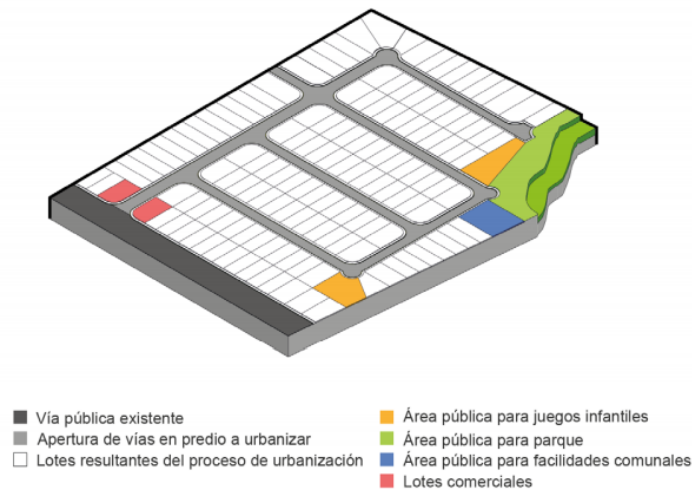 Vía pública existente
Apertura de vías en predio a urbanizar
Lotes resultantes del proceso de urbanización
Área pública para juegos infantiles
Área pública para parque
Área pública para facilidades comunales
Lotes comerciales